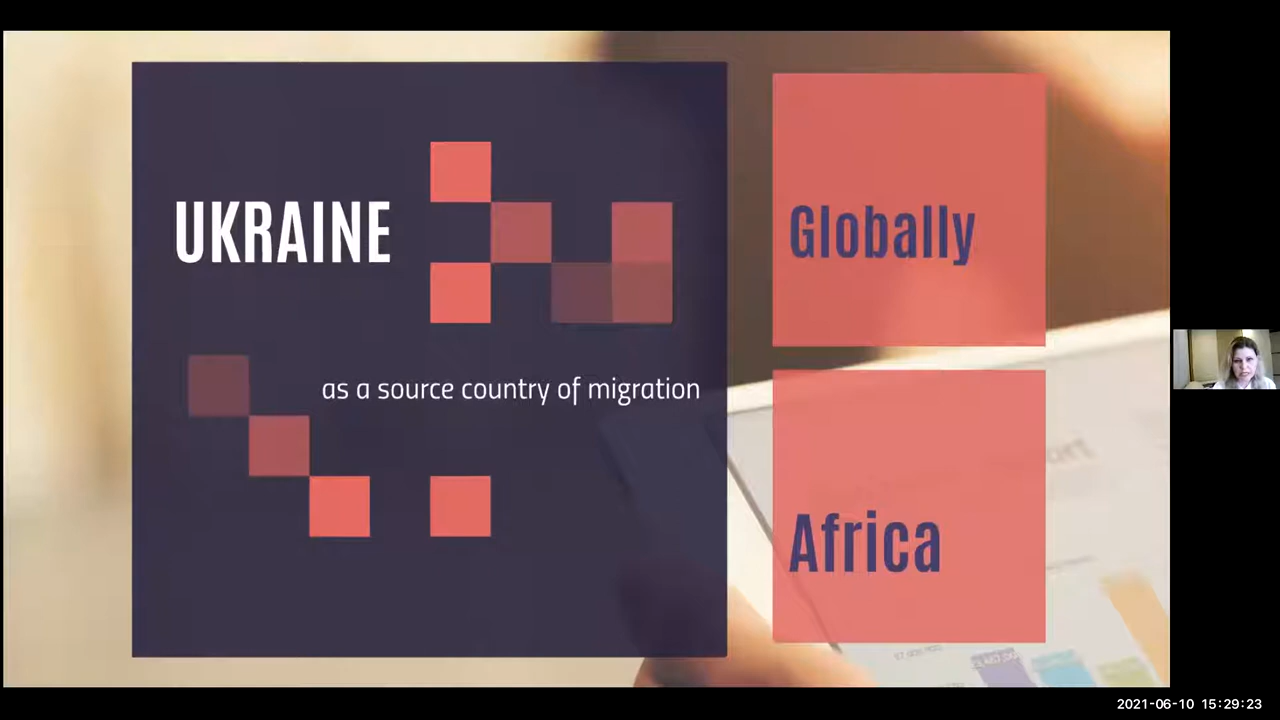 UKRAINE
as a source country of migration
Globally
Africa
2021-06-10 15:29:23